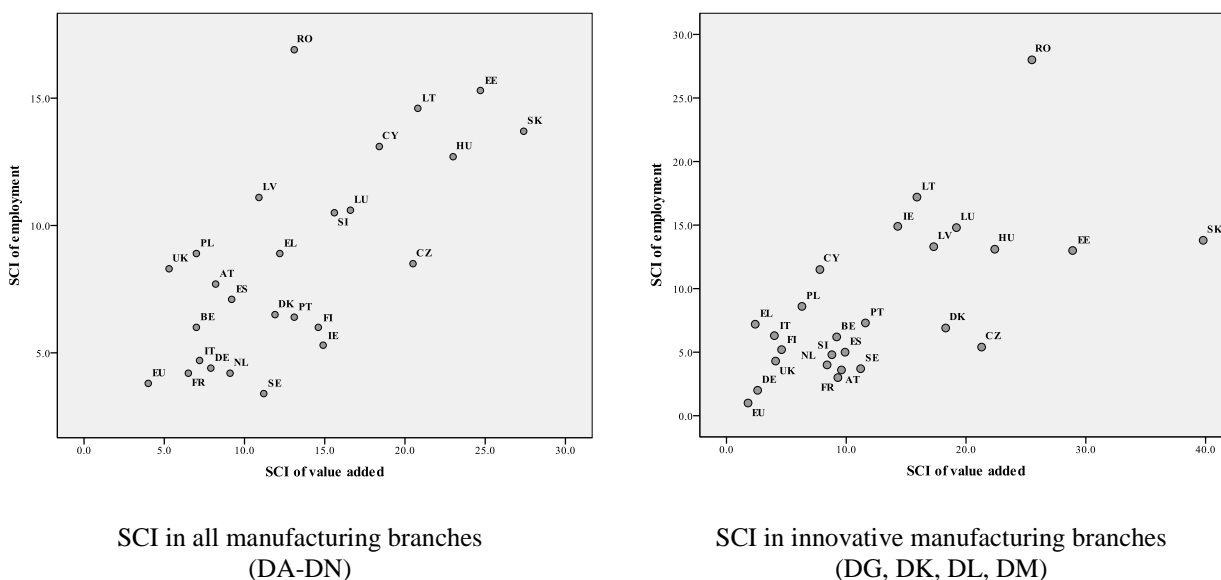 RO
EE
LT
SK
15.0
CY
HU
LV
LU
SI
10.0
PL
EL
CZ
UK
AT
ES
DK
PT
FI
BE
IE
IT
DE
NL
5.0
EU
FR
SE
SCI of employment
0.0 5.0 10.0 15.0 20.0 25.0 30.0
SCI of value added
SCI in all manufacturing branches
(DA-DN)
30.0
RO
25.0
20.0
LT
IE
LU
15.0
LV
HU
EE
SK
CY
10.0
PL
EL
PT
DK
IT
BE
CZ
FI
SI
ES
5.0
UK
NL
SE
DE
FR
AT
EU
0.0
SCI of employment
0.0 10.0 20.0 30.0 40.0
SCI of value added
SCI in innovative manufacturing branches
(DG, DK, DL, DM)